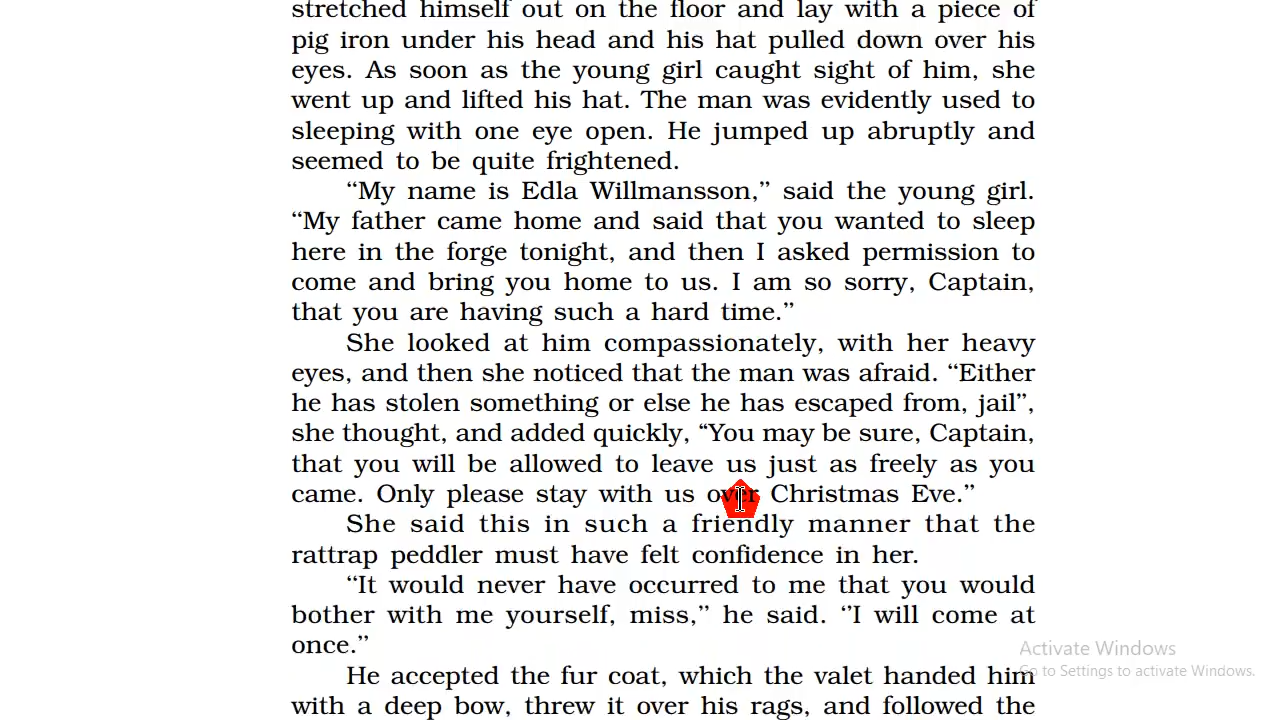 stretched himself out on the floor and lay with a piece of
pig iron under his head and his hat pulled down over his
eyes. As soon as the young girl caught sight of him, she
went up and lifted his hat. The man was evidently used to
sleeping with one eye open. He jumped up abruptly and
seemed to be quite frightened.
“My name is Edla Willmansson,” said the young girl.
“My father came home and said that you wanted to sleep
here in the forge tonight, and then I asked permission to
come and bring you home to us. I am so sorry, Captain,
that you are having such a hard time.”
She looked at him compassionately, with her heavy
eyes, and then she noticed that the man was afraid. “Either
he has stolen something or else he has escaped from, jail”,
she thought, and added quickly, “You may be sure, Captain,
that you will be allowed to leave us just as freely as you
came. Only please stay with us over Christmas Eve.”
She said this in such a friendly manner that the
rattrap peddler must have felt confidence in her.
“It would never have occurred to me that you would
bother with me yourself, miss,” he said. ”I will come at
once.”
He accepted the fur coat, which the valet handed him
with a deep bow, threw it over his rags, and followed the
Activate Windows
Go to Settings to activate Windows.